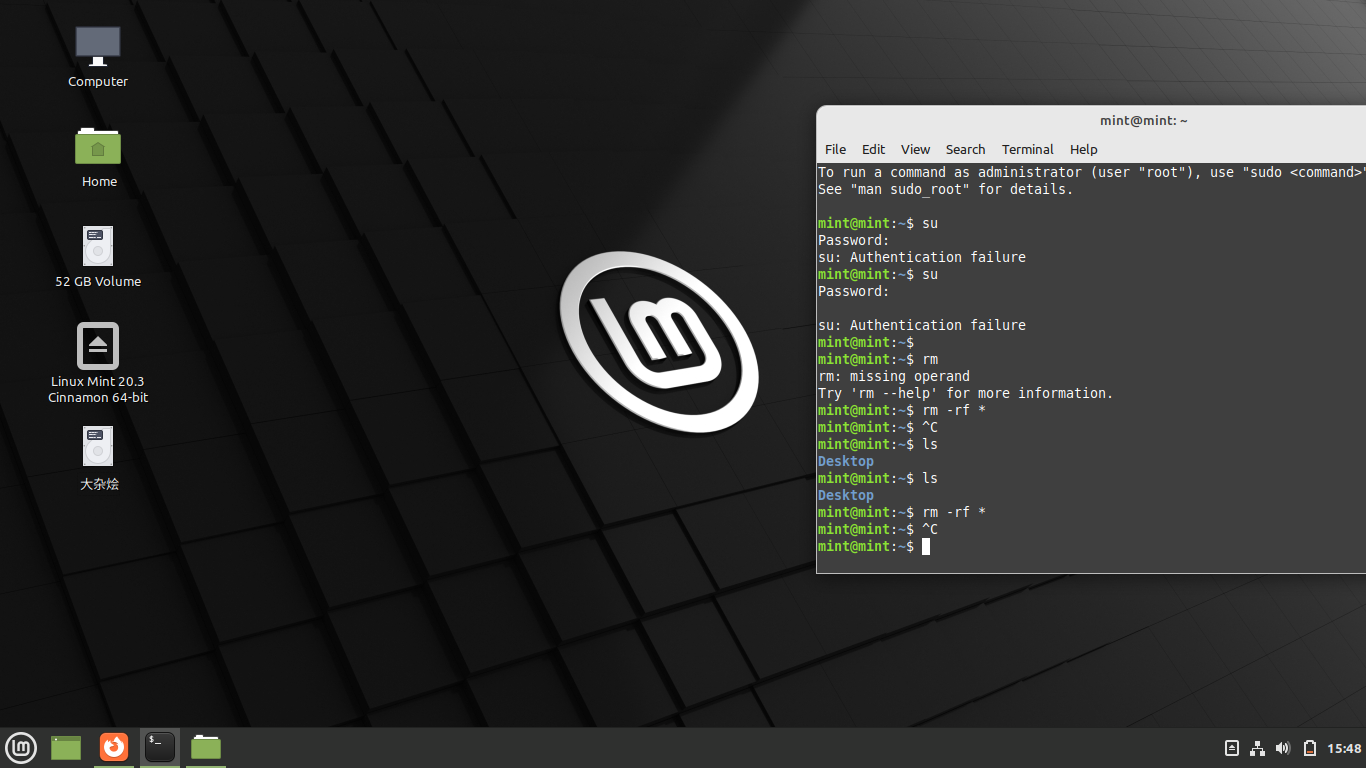 Computer
Home
52 GB Volume
Linux Mint 20.3
Cinnamon 64-bit
大杂烩
mint@mint: ~
File Edit View Search Terminal Help
To run a command as administrator (user "root"), use "sudo <command>"
See "man sudo_root" for details.
mint@mint:~$ su
Password:
su: Authentication failure
mint@mint:~$ su
Password:
su: Authentication failure
mint@mint:~$
mint@mint:~$ rm
rm: missing operand
Try 'rm --help' for more information.
mint@mint:~$ rm -rf *
mint@mint:~$ ^C
mint@mint:~$ ls
Desktop
mint@mint:~$ ls
Desktop
mint@mint:~$ rm -rf *
mint@mint:~$ ^C
mint@mint:~$
$_
15:48